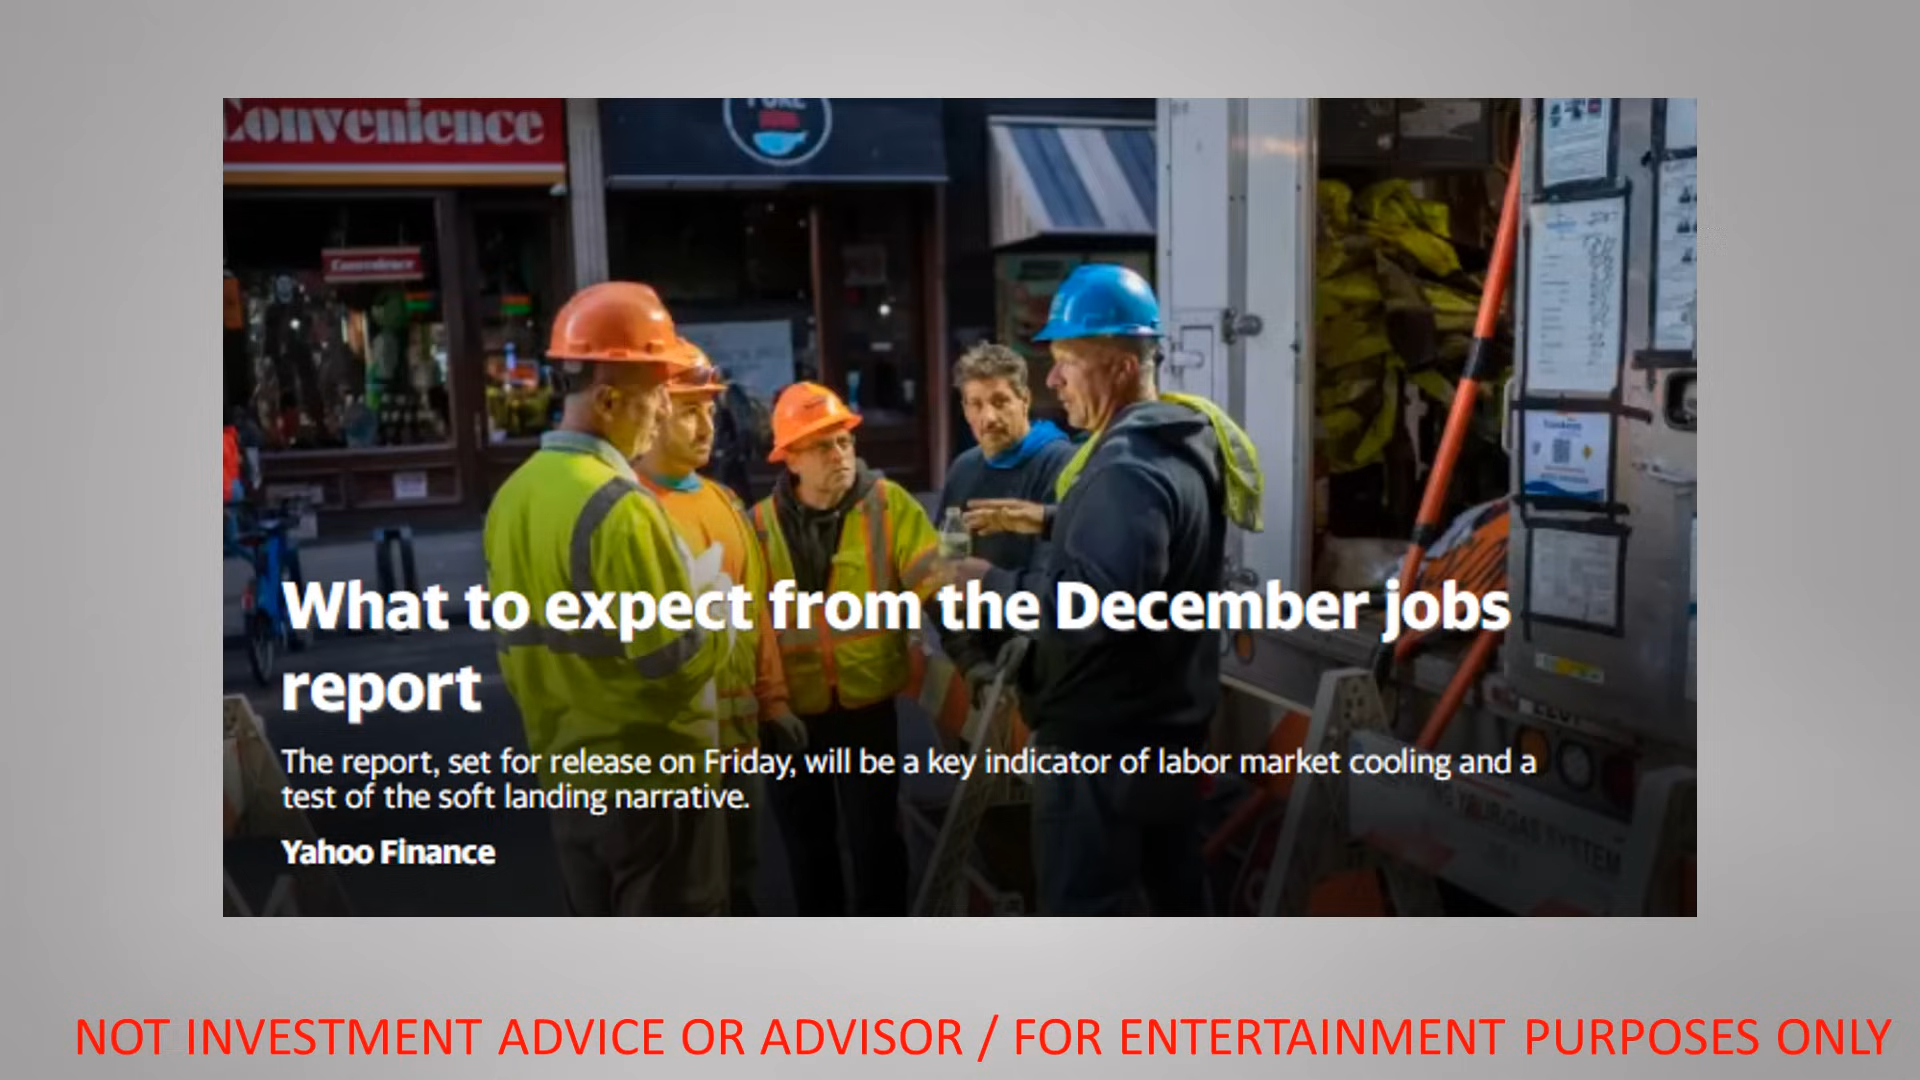 Convenience
Convenience
What to expect from the December jobs
report
The report, set for release on Friday, will be a key indicator of labor market cooling and a
test of the soft landing narrative.
Yahoo Finance
NOT INVESTMENT ADVICE OR ADVISOR / FOR ENTERTAINMENT PURPOSES ONLY